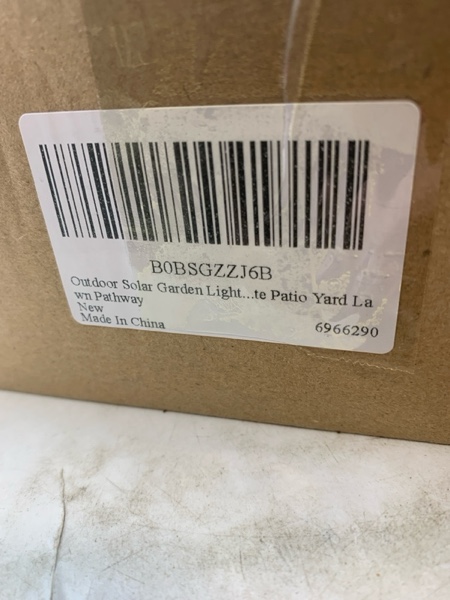 B0BSGZZJ6B
Outdoor Solar Garden Light...te Patio Yard La
wn Pathway
New
Made In China
6966290